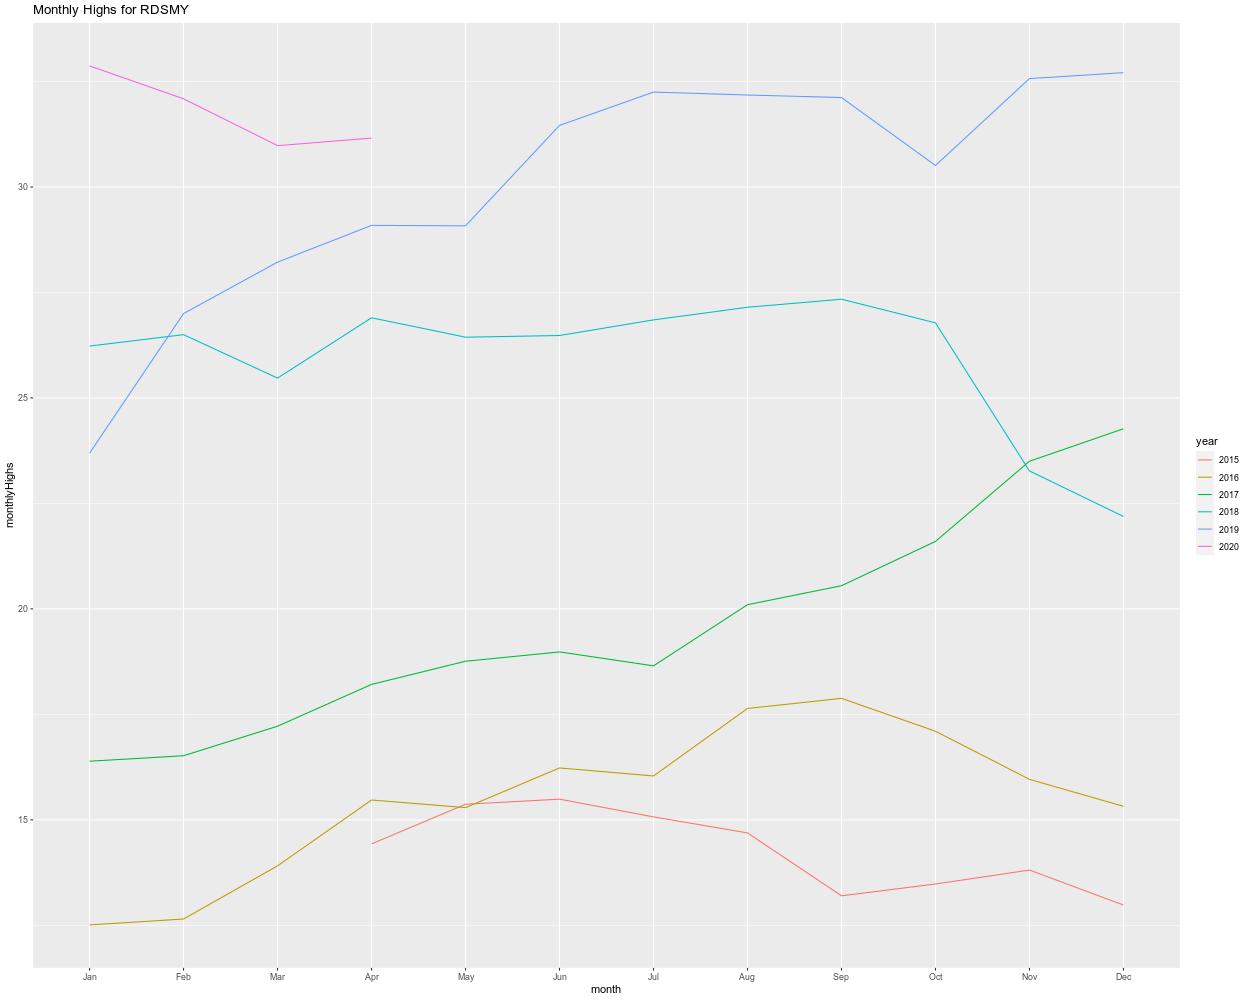 Monthly Highs for RDSMY
monthlyHighs
30
25
20
15
Jan Feb Mar Apr May Jun Jul Aug Sep Oct Nov Dec
month
year
2015
2016
2017
2018
2019
2020